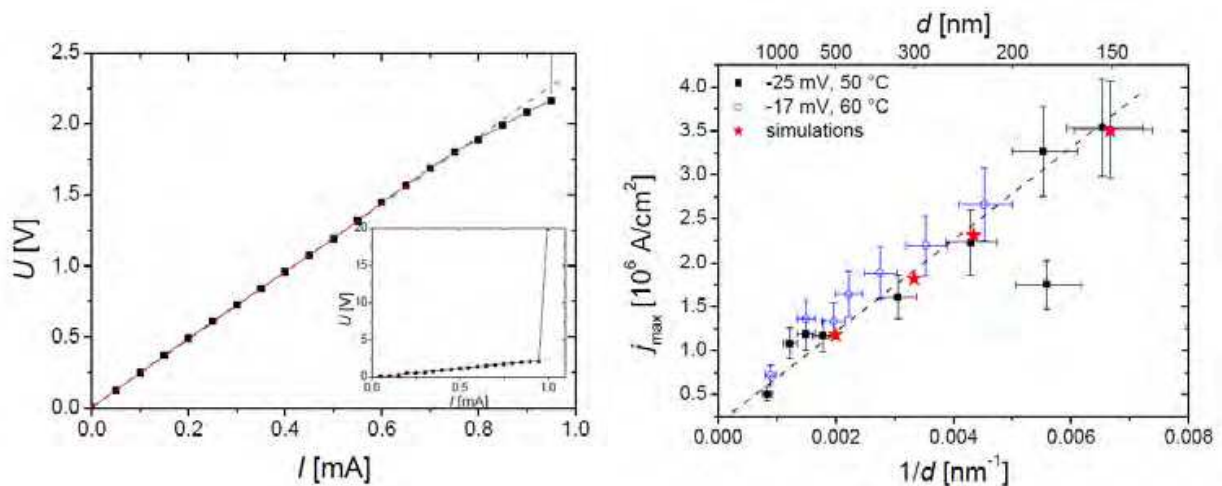 2.5
2.0
1.5
1.0
0.5
0.0
U [V]
0.0 0.2 0.4 0.6 0.8 1.0
I [mA]
20
15
10
5
0
U [V]
0.0 0.5 1.0
I [mA]
d [nm]
1000 500 300 200 150
-25 mV, 50 °C
-17 mV, 60 °C
simulations
4.0
3.5
3.0
2.5
2.0
1.5
1.0
0.5
jmax [10⁶ A/cm²]
0.000 0.002 0.004 0.006 0.008
1/d [nm⁻¹]